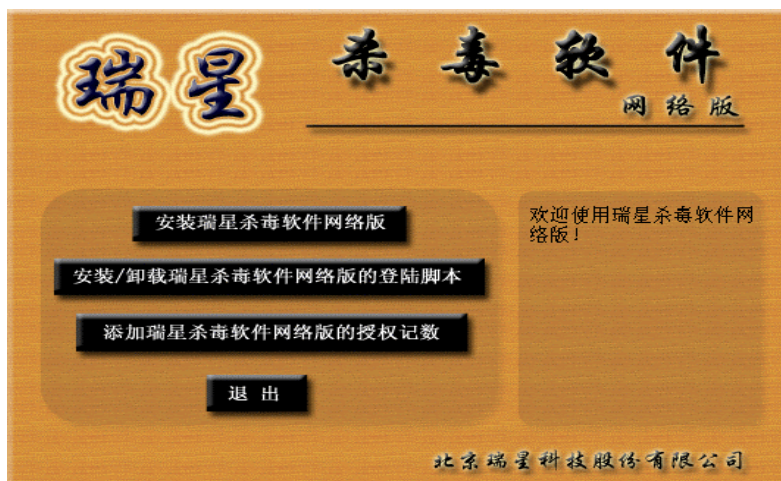 瑞星
杀毒软件
网络版
安装瑞星杀毒软件网络版
安装/卸载瑞星杀毒软件网络版的登陆脚本
添加瑞星杀毒软件网络版的授权记数
退 出
欢迎使用瑞星杀毒软件网
络版!
北京瑞星科技股份有限公司